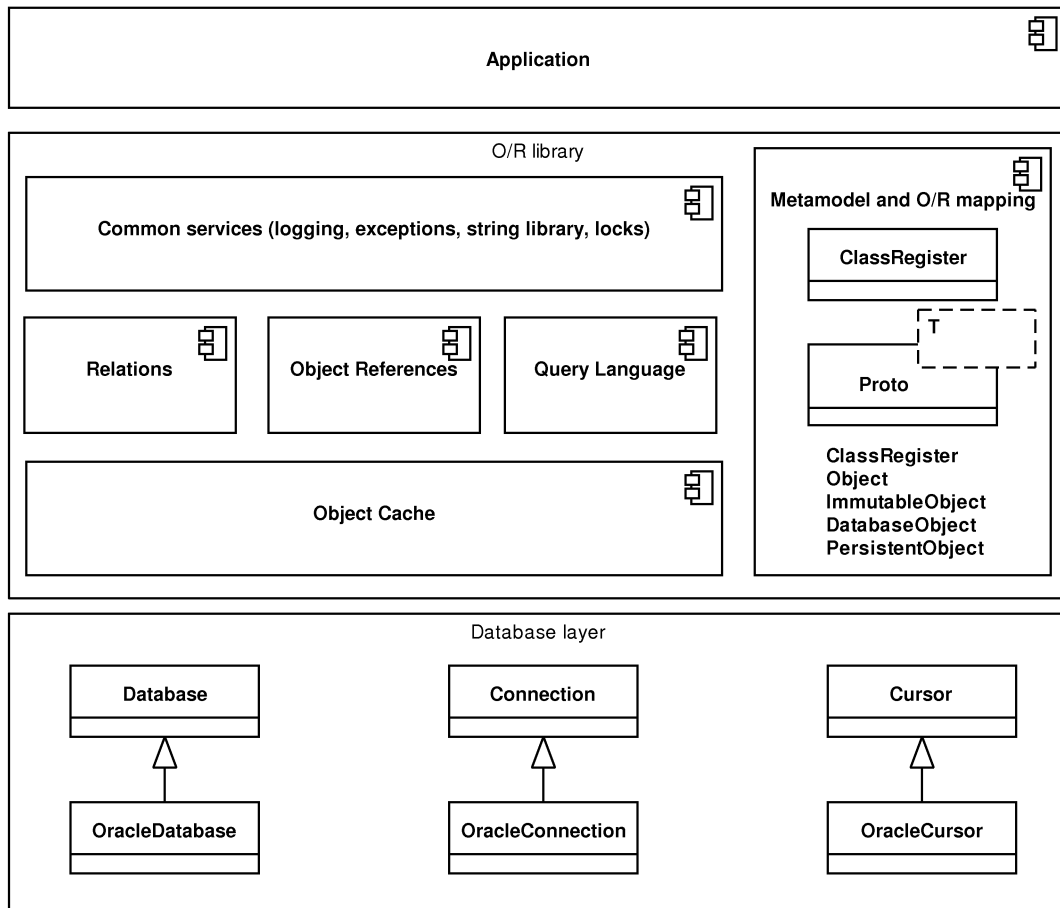 Application
O/R library
Common services (logging, exceptions, string library, locks)
Relations
Object References
Query Language
Object Cache
Metamodel and O/R mapping
ClassRegister
T
Proto
ClassRegister
Object
ImmutableObject
DatabaseObject
PersistentObject
Database layer
Database
Connection
Cursor
OracleDatabase
OracleConnection
OracleCursor